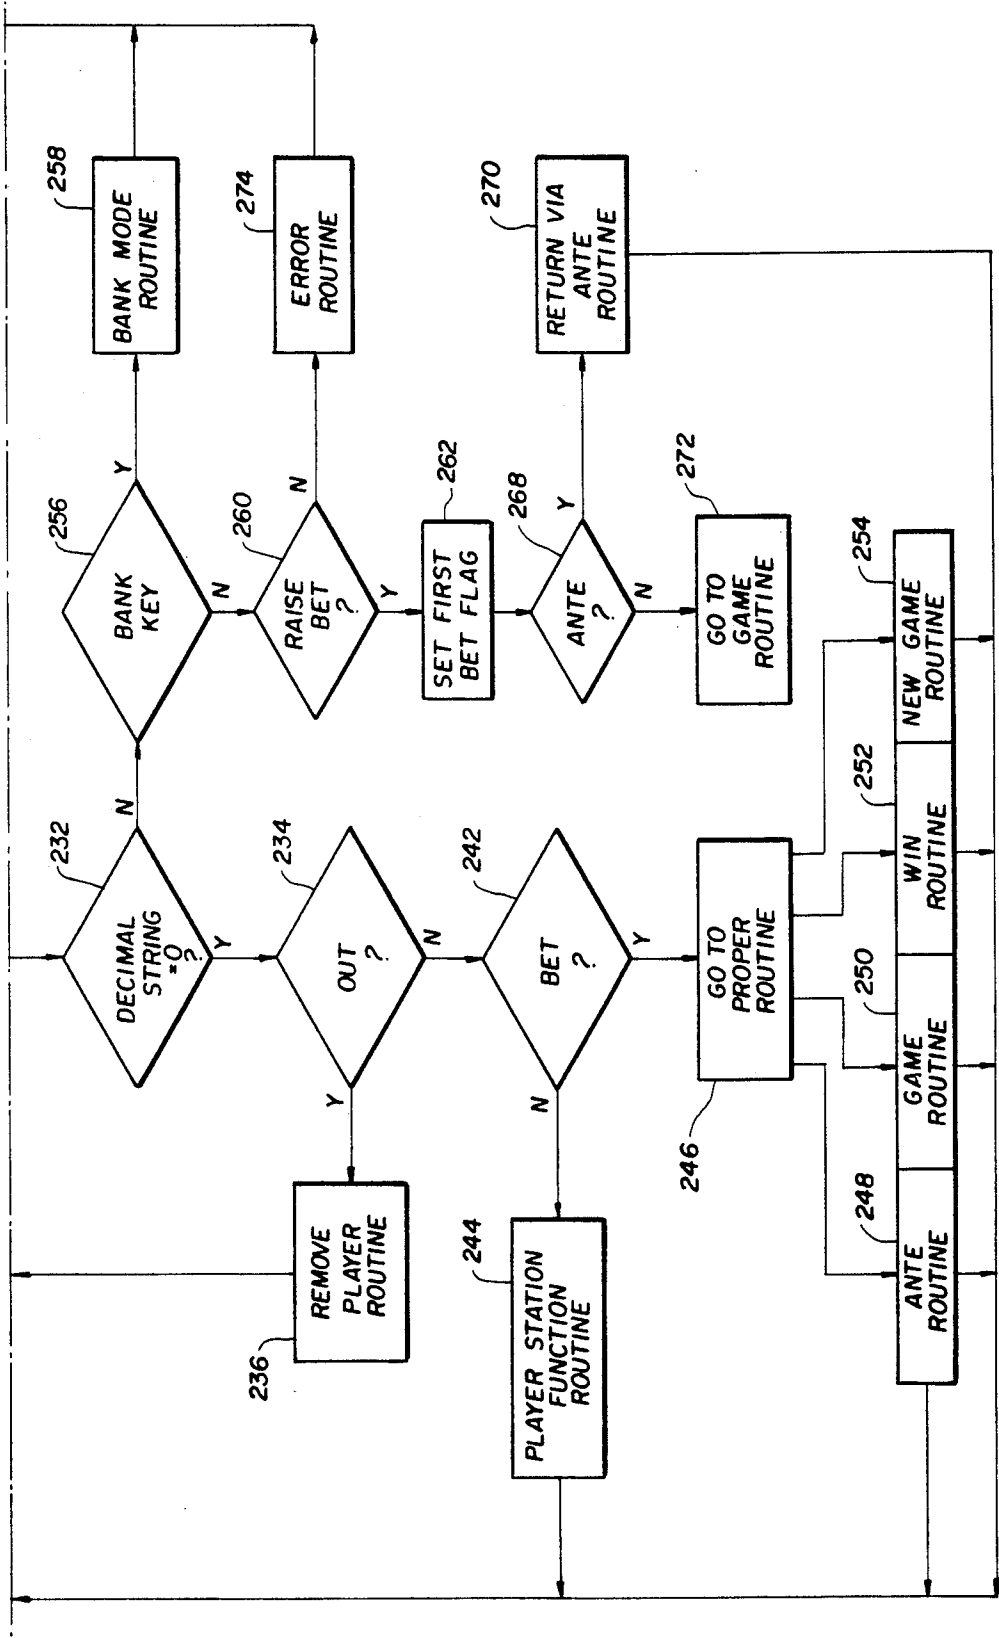 232
DECIMAL
STRING
=0
?
N
Y
256
BANK
KEY
Y
N
258
BANK MODE
ROUTINE
234
OUT
?
Y
N
236
REMOVE
PLAYER
ROUTINE
260
RAISE
BET
?
N
Y
274
ERROR
ROUTINE
262
SET FIRST
BET FLAG
242
BET
?
N
Y
244
PLAYER STATION
FUNCTION
ROUTINE
268
ANTE
?
Y
N
270
RETURN VIA
ANTE
ROUTINE
272
GO TO
GAME
ROUTINE
246
GO TO
PROPER
ROUTINE
248
ANTE
ROUTINE
250
GAME
ROUTINE
252
WIN
ROUTINE
254
NEW GAME
ROUTINE